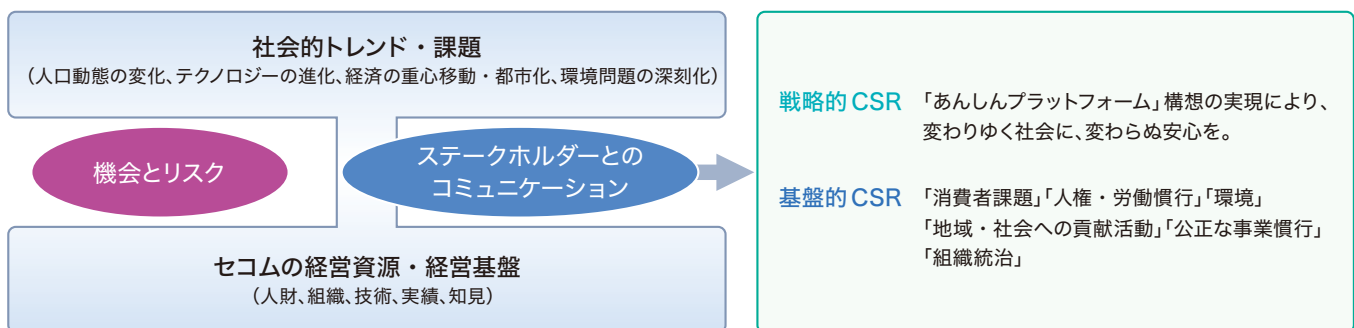 社会的トレンド・課題
(人口動態の変化、テクノロジーの進化、経済の重心移動・都市化、環境問題の深刻化)
機会とリスク
ステークホルダーとの
コミュニケーション
セコムの経営資源・経営基盤
(人財、組織、技術、実績、知見)
戦略的CSR 「あんしんプラットフォーム」構想の実現により、
変わりゆく社会に、変わらぬ安心を。
基盤的CSR 「消費者課題」「人権・労働慣行」「環境」
「地域・社会への貢献活動」「公正な事業慣行」
「組織統治」